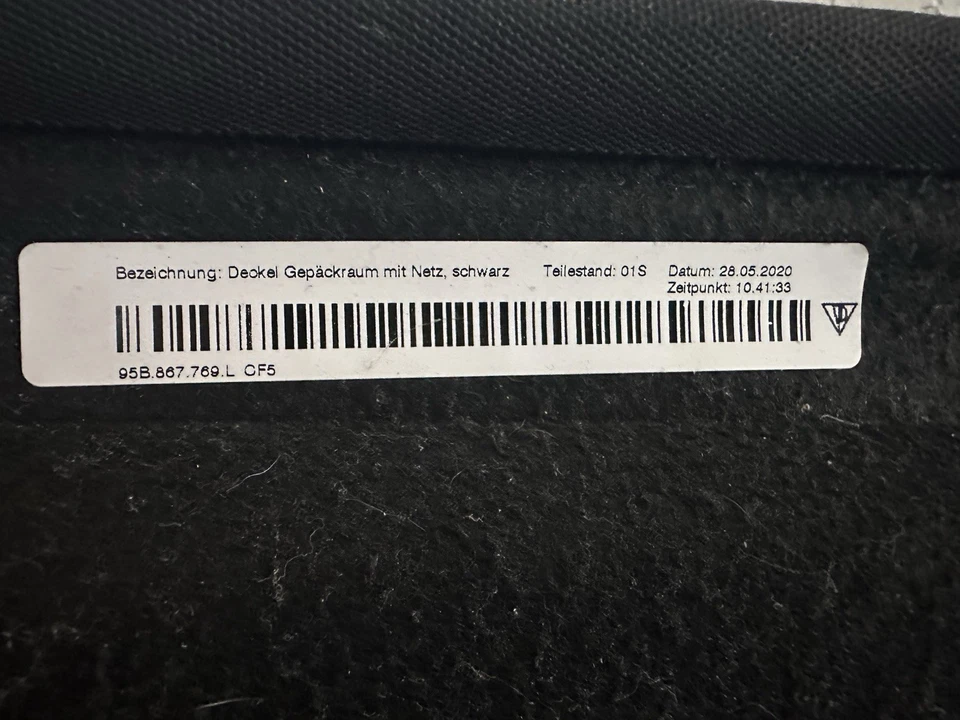 Bezeichnung: Deckel Gepäckraum mit Netz, schwarz Teilestand: 01S Datum: 28.05.2020
Zeitpunkt: 10.41:33
95B.867.769.L CF5